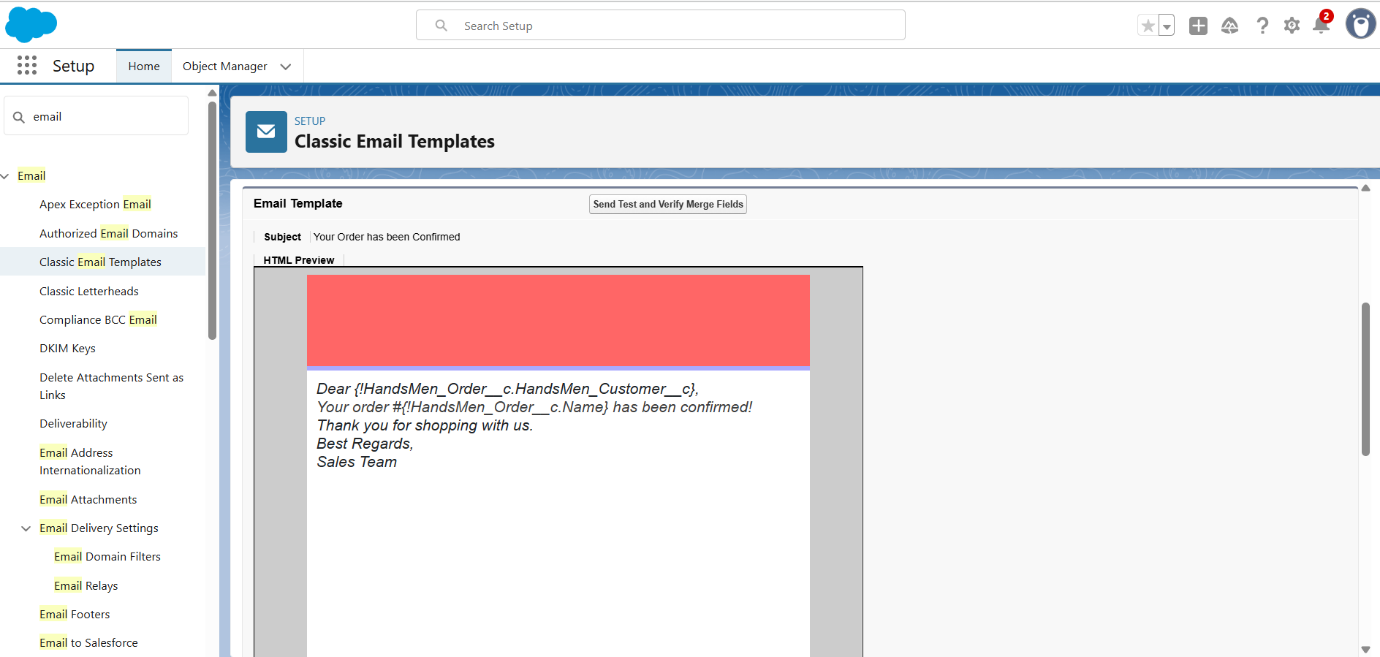 Search Setup
2
Setup
Home
Object Manager
email
Email
Apex Exception Email
Authorized Email Domains
Classic Email Templates
Classic Letterheads
Compliance BCC Email
DKIM Keys
Delete Attachments Sent as
Links
Deliverability
Email Address
Internationalization
Email Attachments
Email Delivery Settings
Email Domain Filters
Email Relays
Email Footers
Email to Salesforce
SETUP
Classic Email Templates
Email Template
Send Test and Verify Merge Fields
Subject Your Order has been Confirmed
HTML Preview
Dear {!HandsMen_Order__c.HandsMen_Customer__c},
Your order #{!HandsMen_Order__c.Name} has been confirmed!
Thank you for shopping with us.
Best Regards,
Sales Team